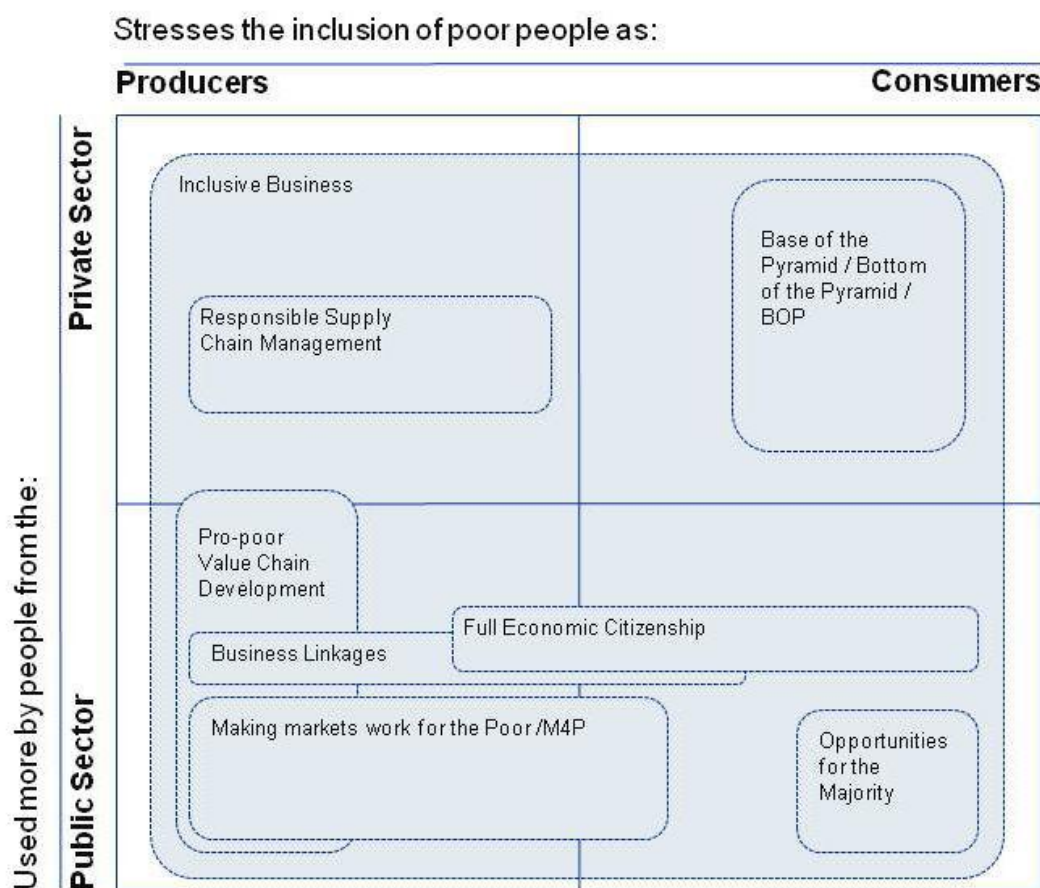 Stresses the inclusion of poor people as:
Producers
Consumers
Used more by people from the:
Private Sector
Public Sector
Inclusive Business
Base of the
Pyramid / Bottom
of the Pyramid /
BOP
Responsible Supply
Chain Management
Pro-poor
Value Chain
Development
Full Economic Citizenship
Business Linkages
Making markets work for the Poor /M4P
Opportunities
for the
Majority